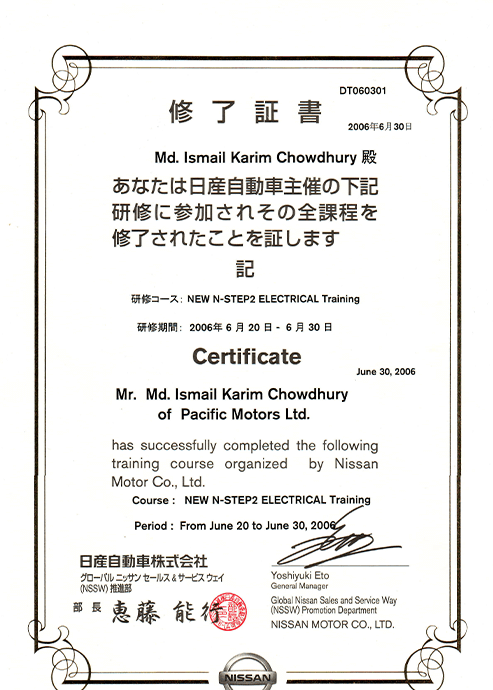 DT060301
修了証書
2006年6月30日
Md. Ismail Karim Chowdhury 殿
あなたは日産自動車主催の下記
研修に参加されその全課程を
修了されたことを証します
記
研修コース: NEW N-STEP2 ELECTRICAL Training
研修期間: 2006年 6 月 20 日 - 6 月 30 日
Certificate
June 30, 2006
Mr. Md. Ismail Karim Chowdhury
of Pacific Motors Ltd.
has successfully completed the following
training course organized by Nissan
Motor Co., Ltd.
Course : NEW N-STEP2 ELECTRICAL Training
Period : From June 20 to June 30, 2006
日産自動車株式会社
グローバル ニッサン セールス & サービス ウェイ
(NSSW) 推進部
部 長 恵藤 能行
Yoshiyuki Eto
General Manager
Global Nissan Sales and Service Way
(NSSW) Promotion Department
NISSAN MOTOR CO., LTD.
NISSAN